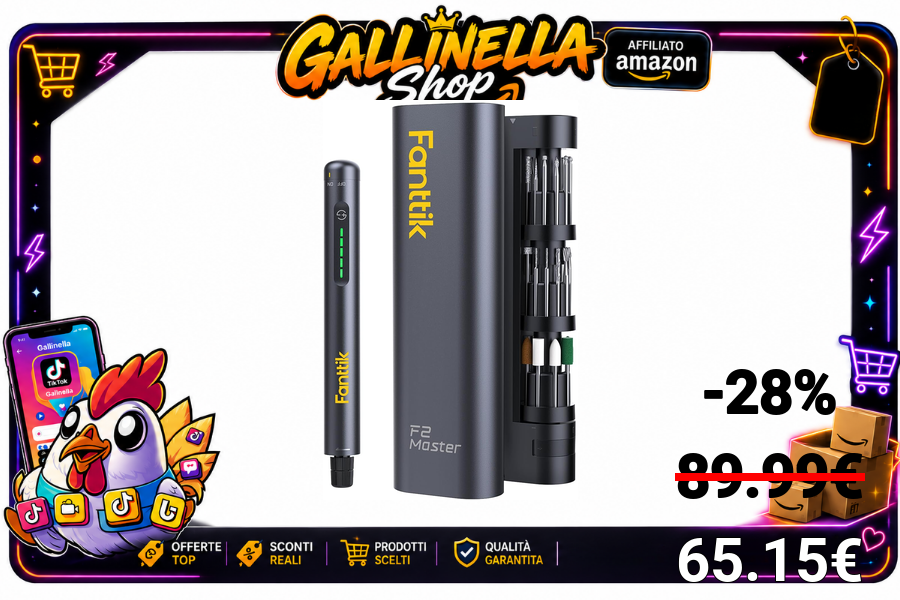 GALLINELLA
Shop
AFFILIATO
amazon
Fanttik
Fanttik
F2
Master
Gallinella
TikTok
Gallinella
-28%
89.99€
65.15€
OFFERTE
TOP
SCONTI
REALI
PRODOTTI
SCELTI
QUALITÀ
GARANTITA